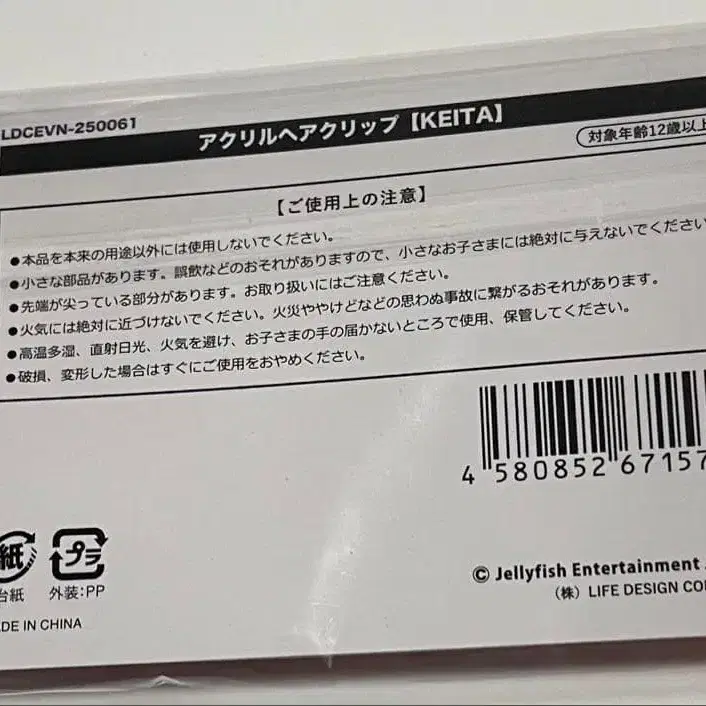 LDCEVN-250061
アクリルヘアクリップ【KEITA】
対象年齢12歳以上
【ご使用上の注意】
●本品を本来の用途以外には使用しないでください。
●小さな部品があります。誤飲などのおそれがありますので、小さなお子さまには絶対に与えないでください
●先端が尖っている部分があります。お取り扱いにはご注意ください。
●火気には絶対に近づけないでください。火災ややけどなどの思わぬ事故に繋がるおそれがあります。
●高温多湿、直射日光、火気を避け、お子さまの手の届かないところで使用、保管してください。
●破損、変形した場合はすぐにご使用をおやめください。
4 580852 67157
紙 プラ
台紙 外装:PP
© Jellyfish Entertainment
(株) LIFE DESIGN CO
DE IN CHINA